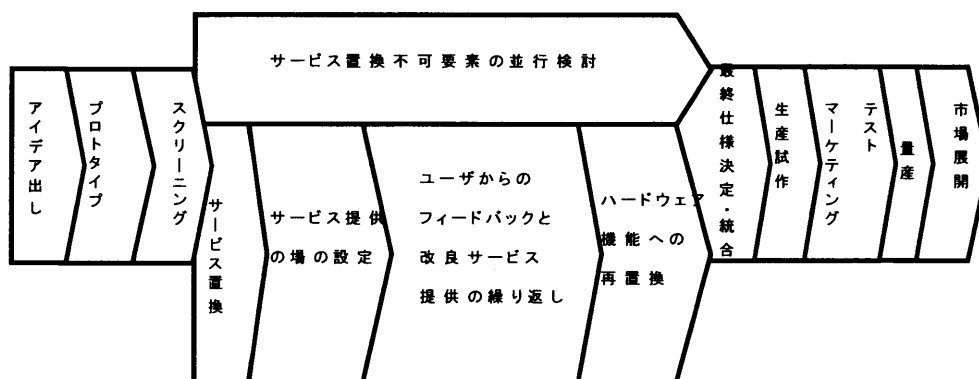 サービス置換不可要素の並行検討
アイデア出し
プロトタイプ
スクリーニング
サービス置換
サービス提供
の場の設定
ユーザからの
フィードバックと
改良サービス
提供の繰り返し
ハードウェア
機能への
再置換
最終仕様決定・統合
生産試作
テスト
マーケティング
量産
市場展開